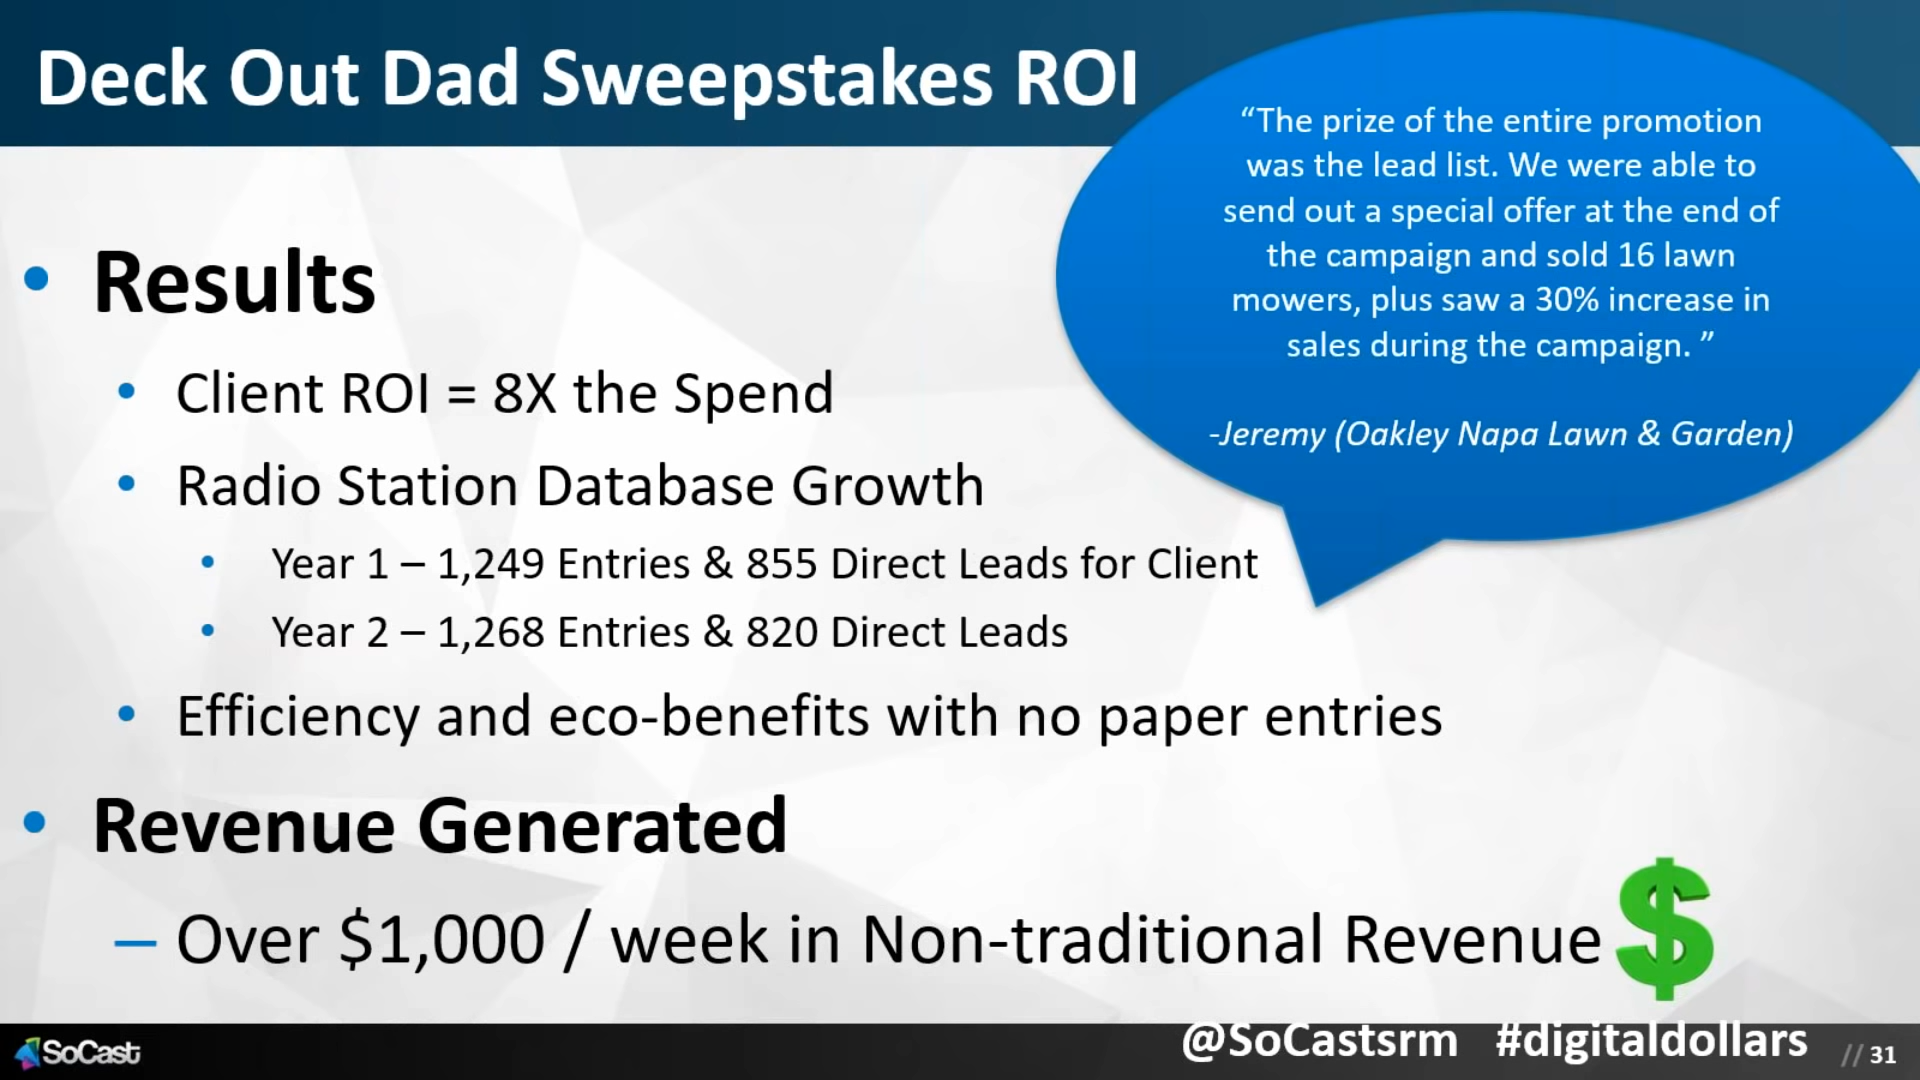 Deck Out Dad Sweepstakes ROI
“The prize of the entire promotion
was the lead list. We were able to
send out a special offer at the end of
the campaign and sold 16 lawn
mowers, plus saw a 30% increase in
sales during the campaign. ”
-Jeremy (Oakley Napa Lawn & Garden)
• Results
• Client ROI = 8X the Spend
• Radio Station Database Growth
• Year 1 – 1,249 Entries & 855 Direct Leads for Client
• Year 2 – 1,268 Entries & 820 Direct Leads
• Efficiency and eco-benefits with no paper entries
• Revenue Generated
– Over $1,000 / week in Non-traditional Revenue
$
SoCast
@SoCastsrm #digitaldollars
// 31